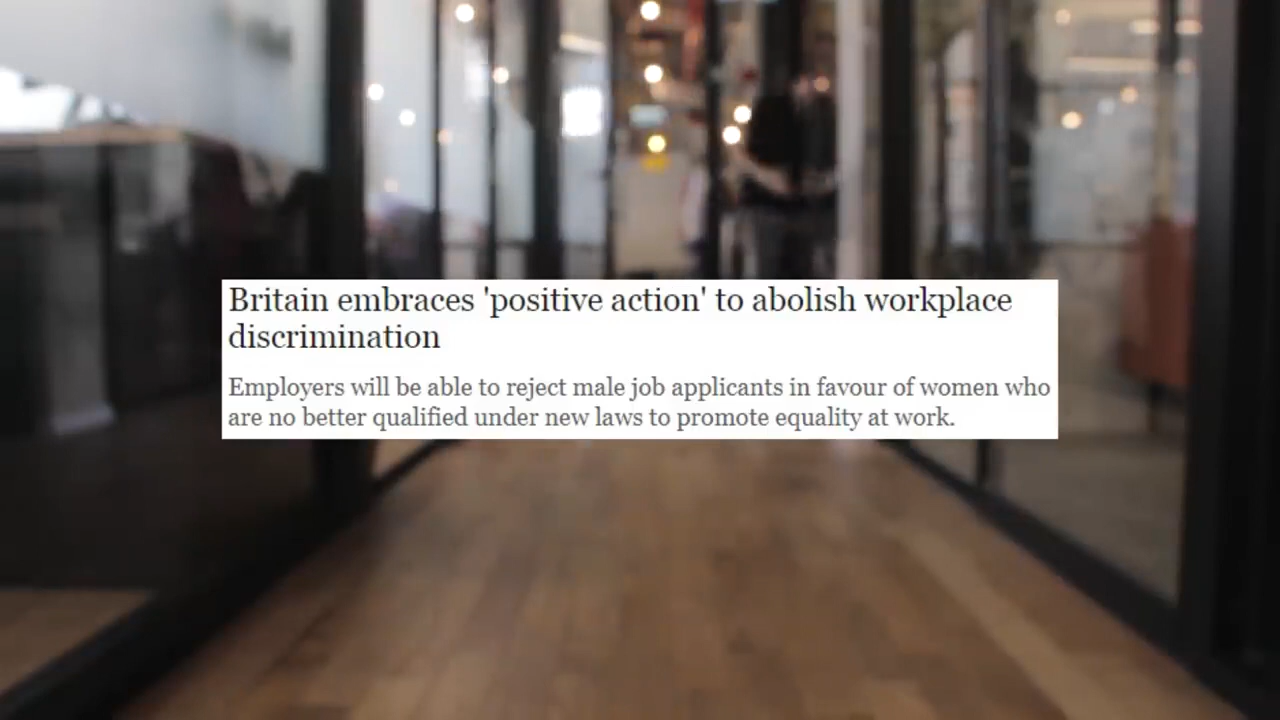 Britain embraces 'positive action' to abolish workplace
discrimination
Employers will be able to reject male job applicants in favour of women who
are no better qualified under new laws to promote equality at work.